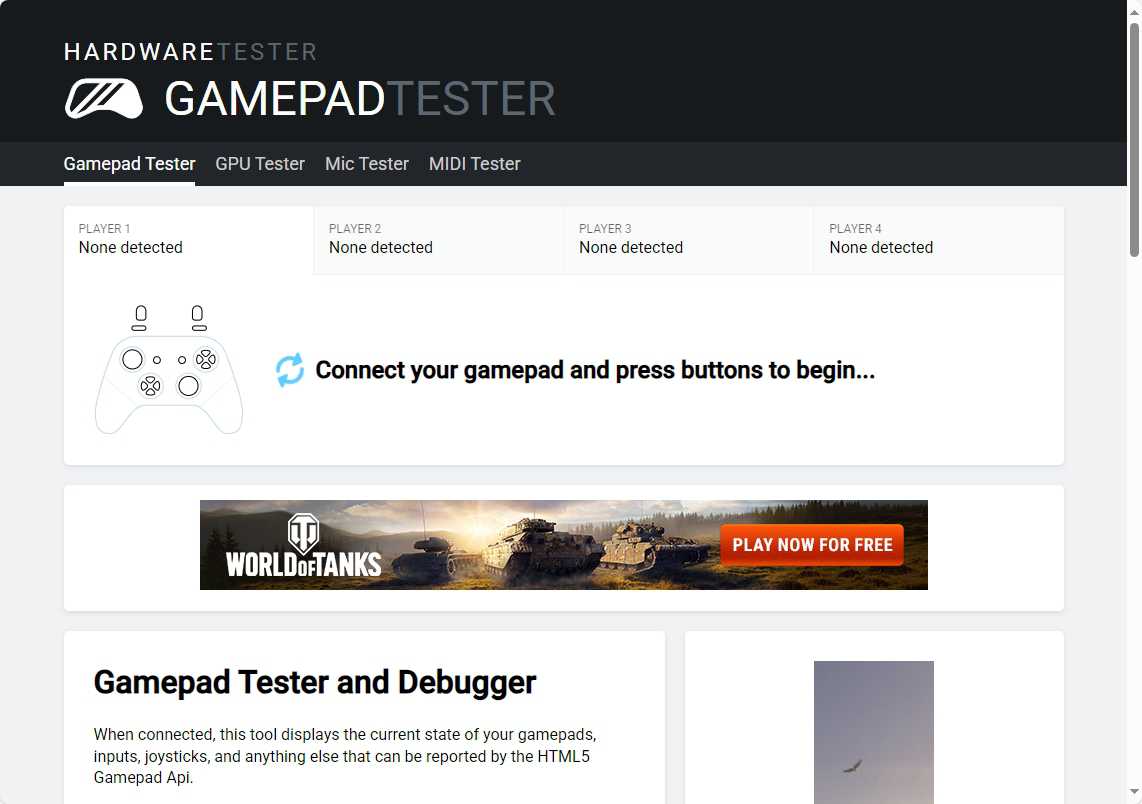 HARDWARETESTER
GAMEPADTESTER
Gamepad Tester GPU Tester Mic Tester MIDI Tester
PLAYER 1
None detected
PLAYER 2
None detected
PLAYER 3
None detected
PLAYER 4
None detected
Connect your gamepad and press buttons to begin...
WORLD OF TANKS
PLAY NOW FOR FREE
Gamepad Tester and Debugger
When connected, this tool displays the current state of your gamepads,
inputs, joysticks, and anything else that can be reported by the HTML5
Gamepad Api.